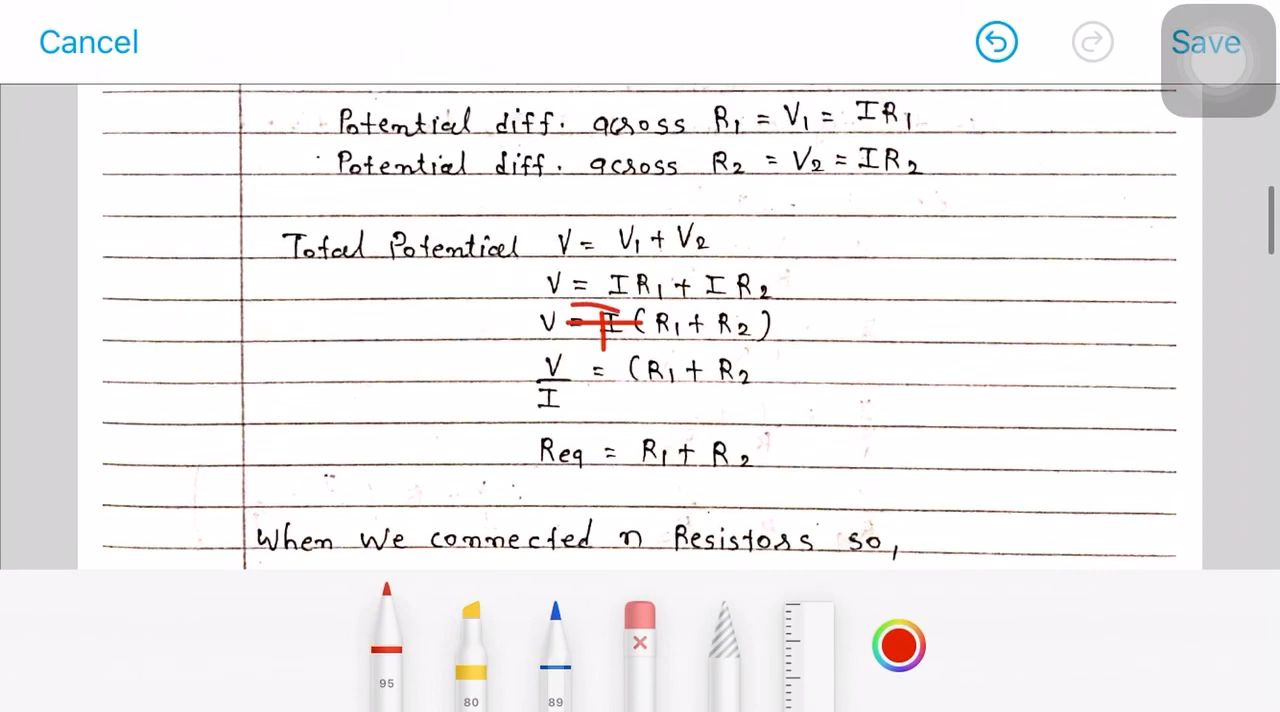 Cancel
Save
Potential diff. across R1 = V1 = IR1
Potential diff. across R2 = V2 = IR2
Total Potential V = V1 + V2
V = IR1 + IR2
V = I (R1 + R2)
V/I = (R1 + R2
Req = R1 + R2
When we connected n Resistors so,
95
80
89